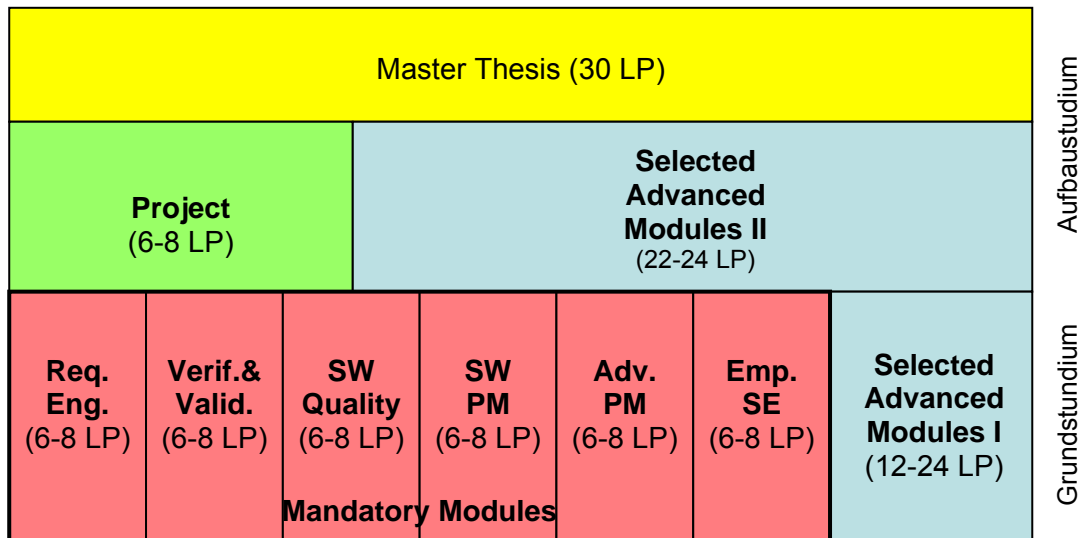 Master Thesis (30 LP)
Aufbaustudium
Project
(6-8 LP)
Selected
Advanced
Modules II
(22-24 LP)
Req.
Eng.
(6-8 LP)
Verif.&
Valid.
(6-8 LP)
SW
Quality
(6-8 LP)
SW
PM
(6-8 LP)
Adv.
PM
(6-8 LP)
Emp.
SE
(6-8 LP)
Mandatory Modules
Selected
Advanced
Modules I
(12-24 LP)
Grundstundium